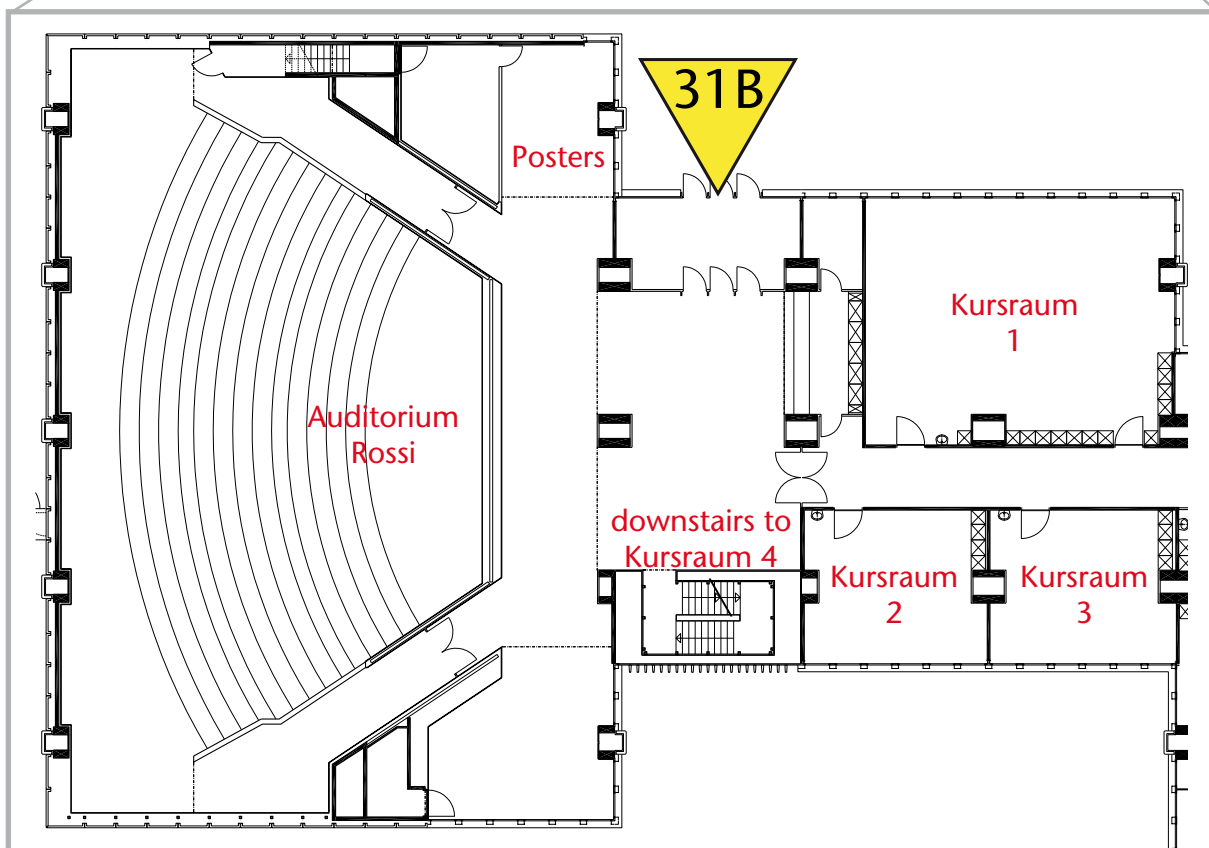 31B
Posters
Kursraum
1
Auditorium
Rossi
downstairs to
Kursraum 4
Kursraum
2
Kursraum
3